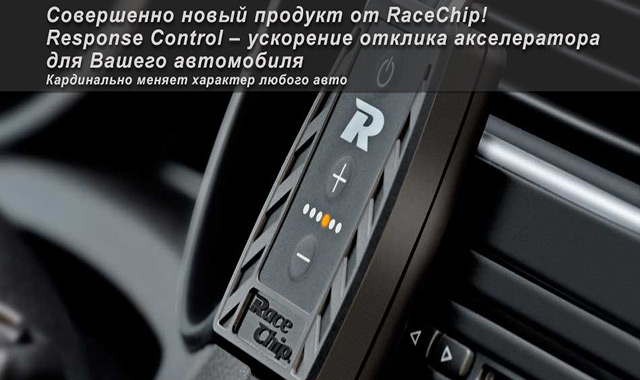 Совершенно новый продукт от RaceChip!
Response Control – ускорение отклика акселератора
для Вашего автомобиля
Кардинально меняет характер любого авто
R
+
−
Race
Chip